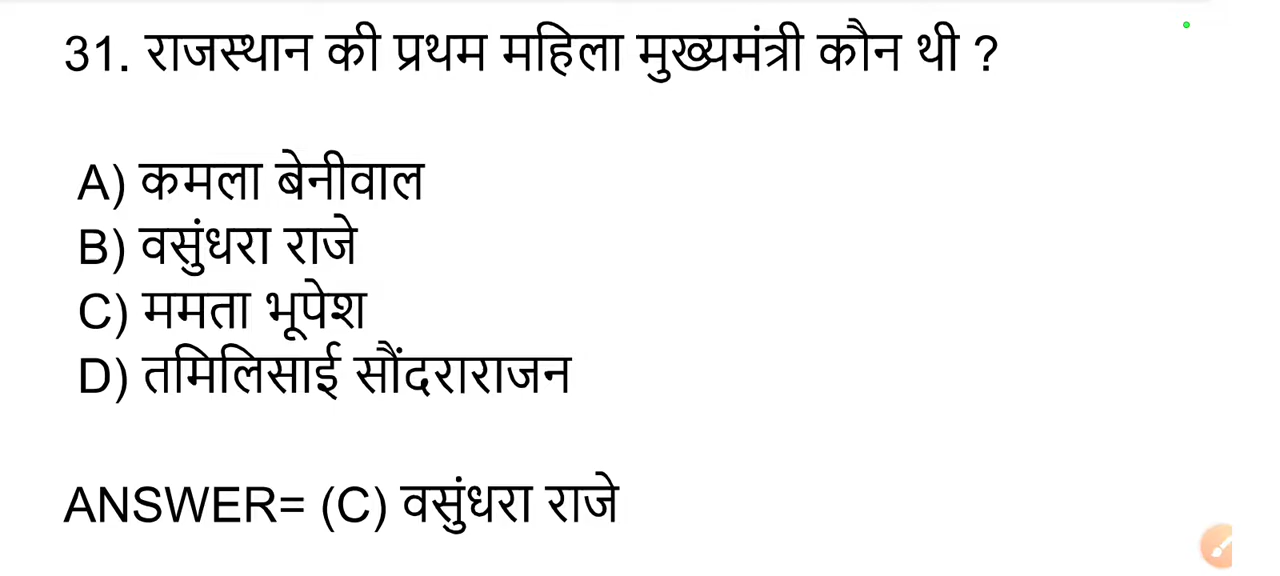 31. राजस्थान की प्रथम महिला मुख्यमंत्री कौन थी ?
A) कमला बेनीवाल
B) वसुंधरा राजे
C) ममता भूपेश
D) तमिलिसाई सौंदराराजन
ANSWER= (C) वसुंधरा राजे